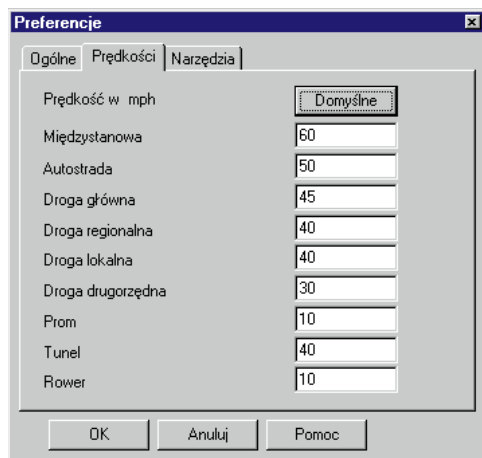 Preferencje
Ogólne Prędkości Narzędzia
Prędkość w mph Domyślne
Międzystanowa 60
Autostrada 50
Droga główna 45
Droga regionalna 40
Droga lokalna 40
Droga drugorzędna 30
Prom 10
Tunel 40
Rower 10
OK Anuluj Pomoc